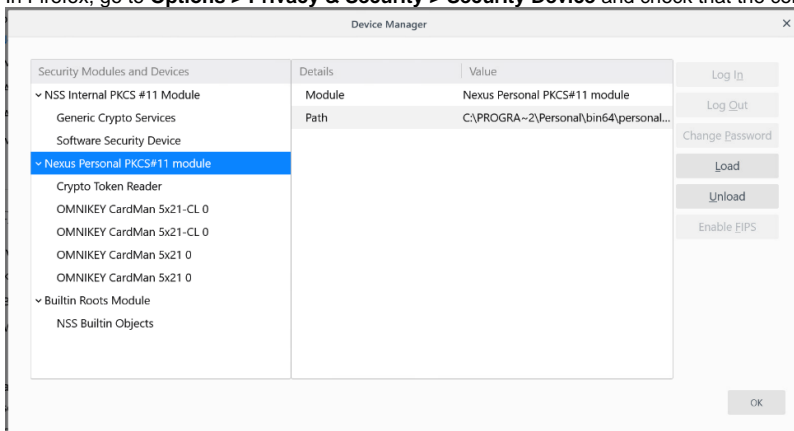 In Firefox, go to Options > Privacy & Security > Security Device and check that the
Device Manager ×
Security Modules and Devices Details Value
NSS Internal PKCS #11 Module
Generic Crypto Services
Software Security Device
Nexus Personal PKCS#11 module
Crypto Token Reader
OMNIKEY CardMan 5x21-CL 0
OMNIKEY CardMan 5x21-CL 0
OMNIKEY CardMan 5x21 0
OMNIKEY CardMan 5x21 0
Builtin Roots Module
NSS Builtin Objects
Module Nexus Personal PKCS#11 module
Path C:\PROGRA~2\Personal\bin64\personal...
Log In
Log Out
Change Password
Load
Unload
Enable FIPS
OK